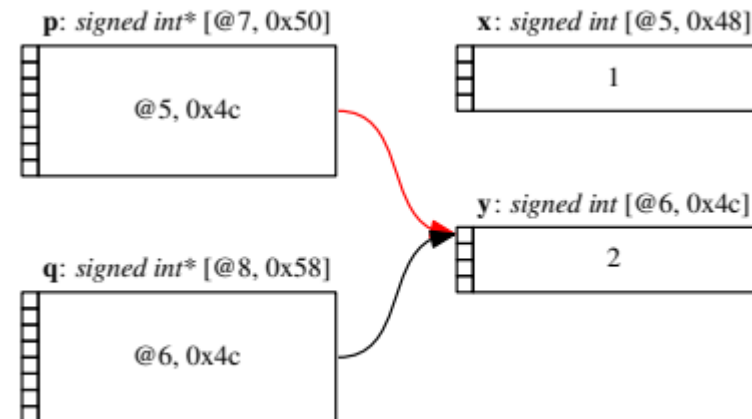 p: signed int* [@7, 0x50]
@5, 0x4c
x: signed int [@5, 0x48]
1
y: signed int [@6, 0x4c]
2
q: signed int* [@8, 0x58]
@6, 0x4c